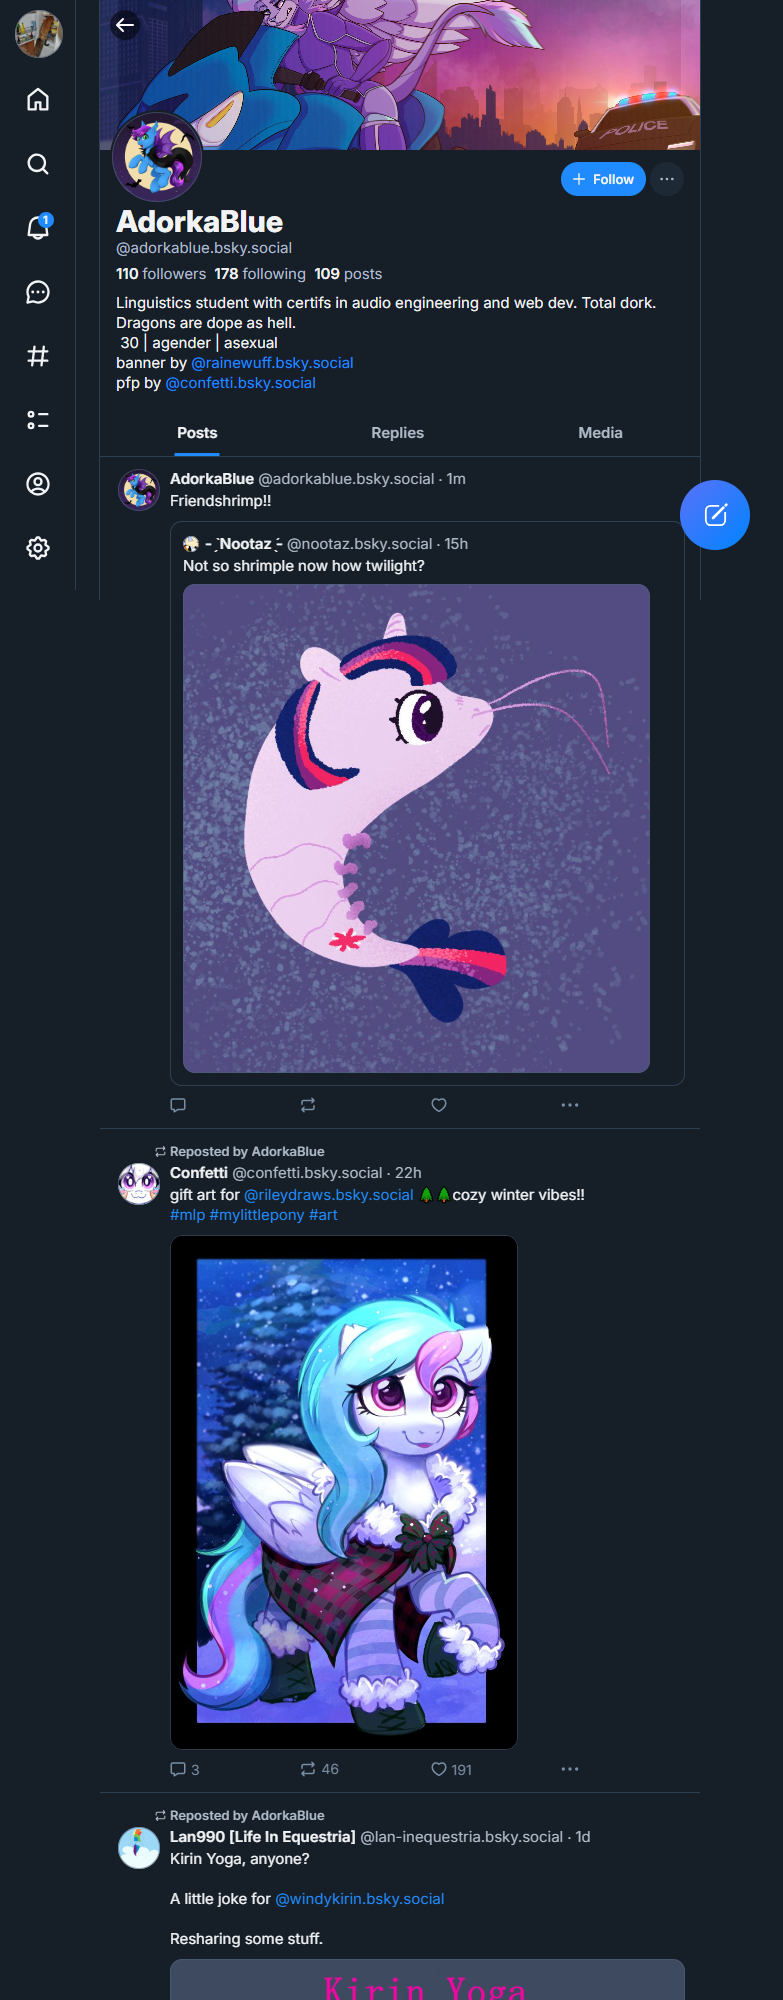 POLICE
+ Follow
AdorkaBlue
@adorkablue.bsky.social
110 followers 178 following 109 posts
Linguistics student with certifs in audio engineering and web dev. Total dork.
Dragons are dope as hell.
30 | agender | asexual
banner by @rainewuff.bsky.social
pfp by @confetti.bsky.social
Posts Replies Media
1
AdorkaBlue @adorkablue.bsky.social · 1m
Friendshrimp!!
- ̗̀Nootaz ̖́- @nootaz.bsky.social · 15h
Not so shrimple now how twilight?
Reposted by AdorkaBlue
Confetti @confetti.bsky.social · 22h
gift art for @rileydraws.bsky.social 🌲🌲cozy winter vibes!!
#mlp #mylittlepony #art
3 46 191
Reposted by AdorkaBlue
Lan990 [Life In Equestria] @lan-inequestria.bsky.social · 1d
Kirin Yoga, anyone?
A little joke for @windykirin.bsky.social
Resharing some stuff.
Kirin Yoga